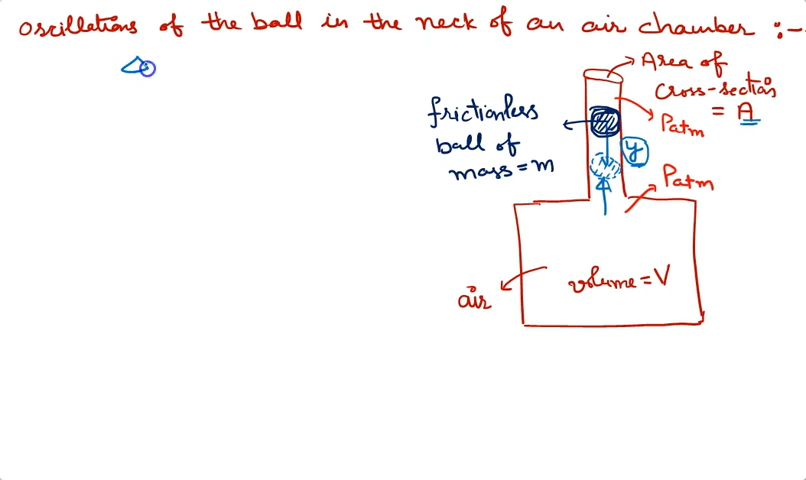 oscillations of the ball in the neck of an air chamber :-
Area of
cross-section
= A
Patm
frictionless
ball of
mass = m
y
Patm
volume = V
air